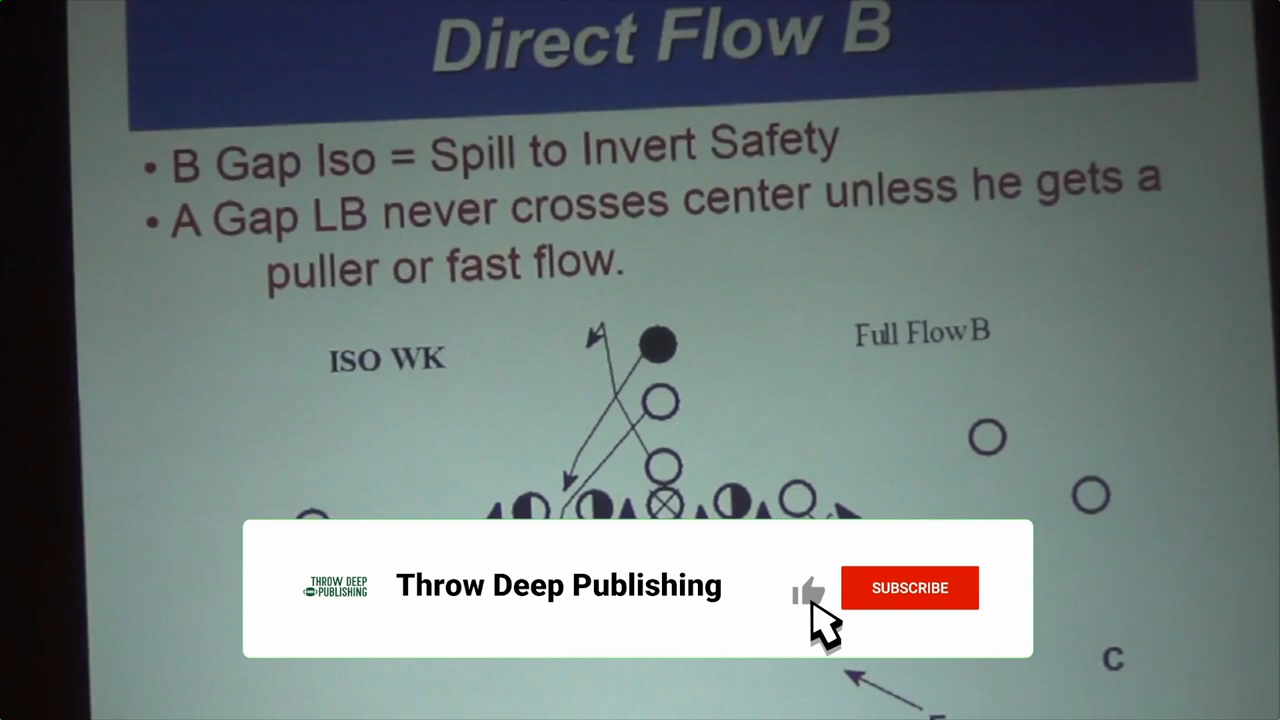 Direct Flow B
• B Gap Iso = Spill to Invert Safety
• A Gap LB never crosses center unless he gets a
puller or fast flow.
ISO WK
Full Flow B
THROW DEEP
PUBLISHING
Throw Deep Publishing
SUBSCRIBE
C